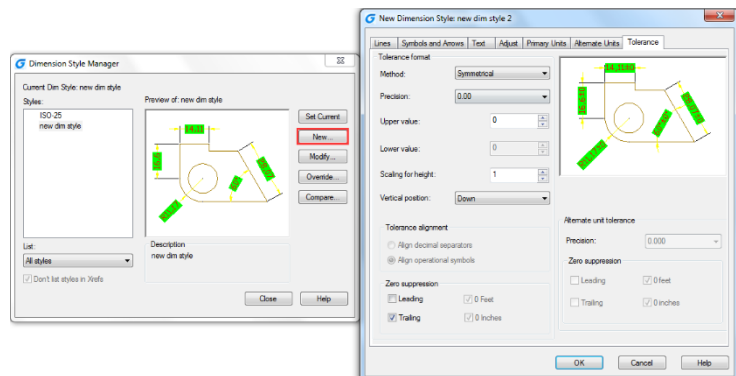 Dimension Style Manager
Current Dim Style: new dim style
Styles:
ISO-25
new dim style
Preview of: new dim style
14,11
16,6
Set Current
New...
Modify...
Override...
Compare...
List:
All styles
Don't list styles in Xrefs
Description
new dim style
Close
Help
New Dimension Style: new dim style 2
Lines
Symbols and Arrows
Text
Adjust
Primary Units
Alternate Units
Tolerance
Tolerance format
Method:
Symmetrical
Precision:
0.00
Upper value:
0
Lower value:
0
Scaling for height:
1
Vertical position:
Down
Tolerance alignment
Align decimal separators
Align operational symbols
Zero suppression
Leading
0 Feet
Trailing
0 Inches
Alternate unit tolerance
Precision:
0.000
Zero suppression
Leading
0 feet
Trailing
0 inches
OK
Cancel
Help